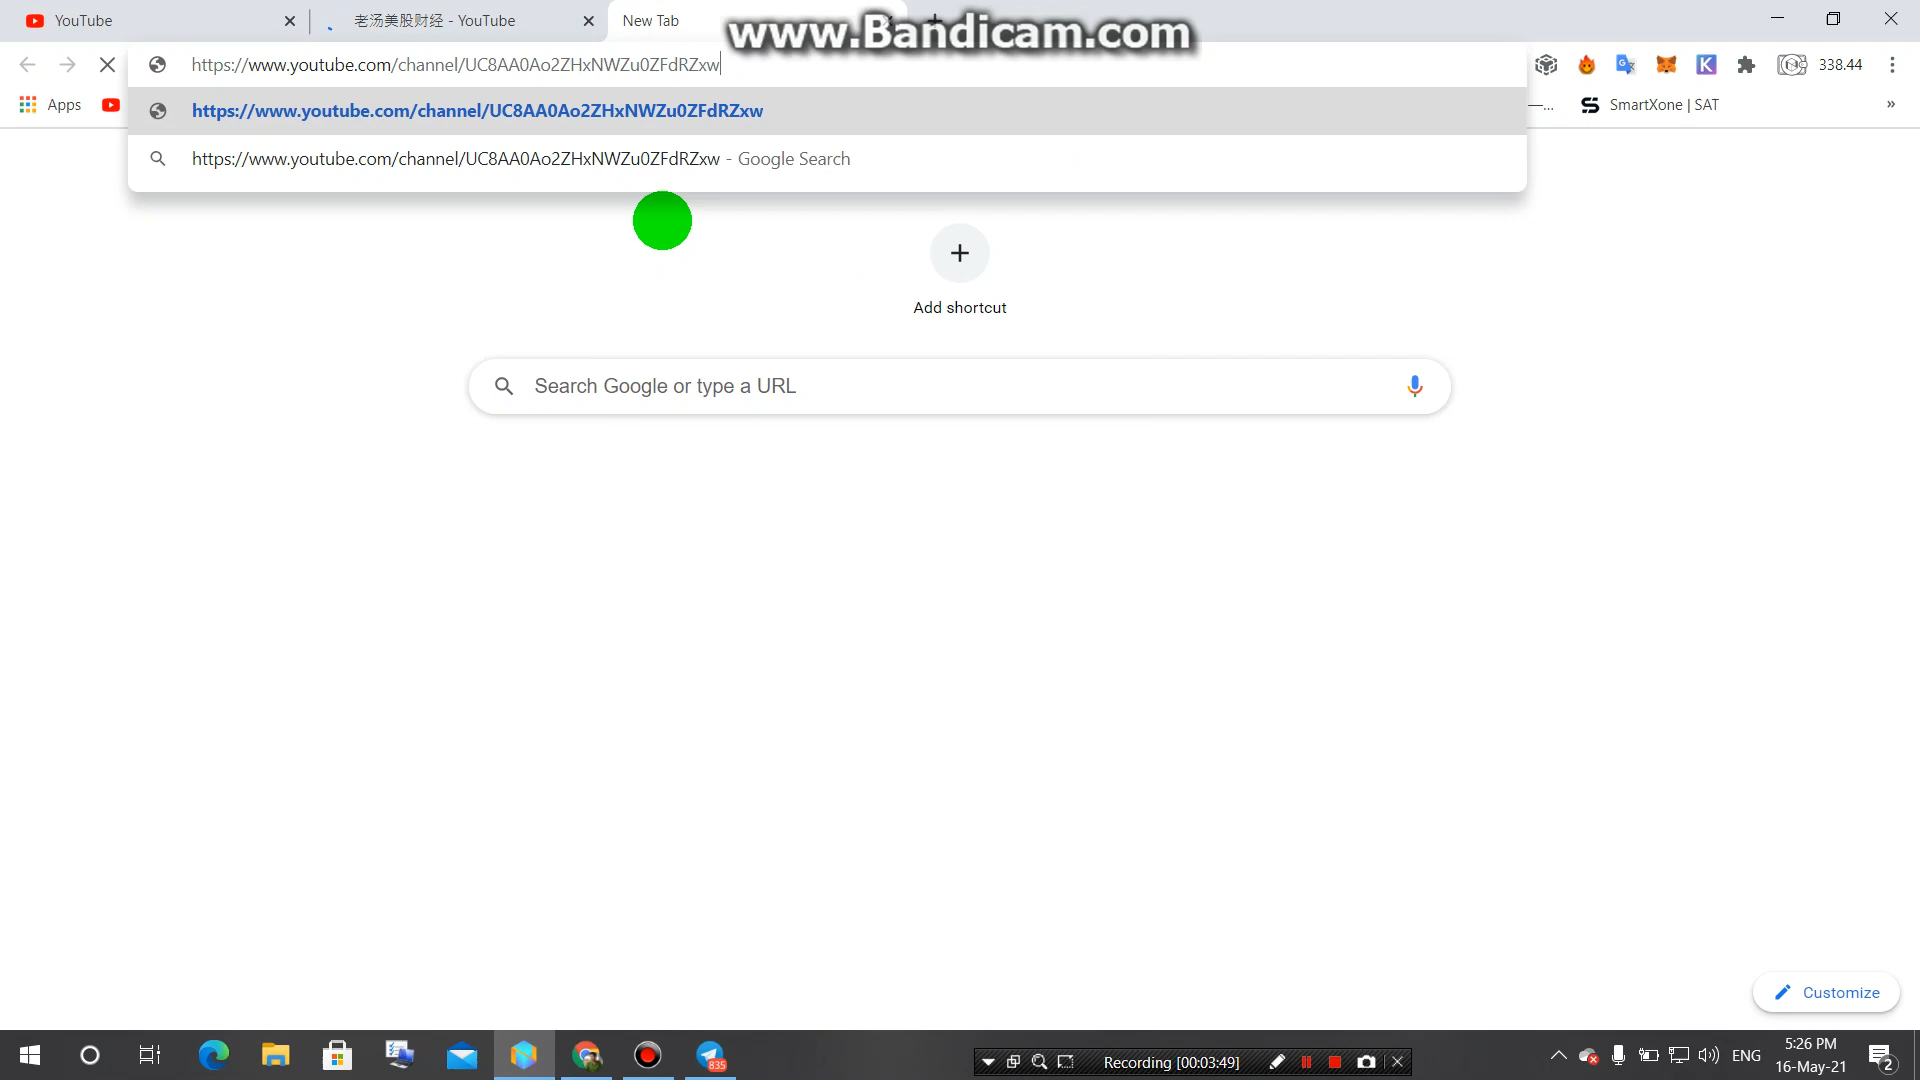 YouTube
老汤美股财经 - YouTube
New Tab
www.Bandicam.com
https://www.youtube.com/channel/UC8AA0Ao2ZHxNWZu0ZFdRZxw
338.44
Apps
https://www.youtube.com/channel/UC8AA0Ao2ZHxNWZu0ZFdRZxw
—...
SmartXone | SAT
»
https://www.youtube.com/channel/UC8AA0Ao2ZHxNWZu0ZFdRZxw - Google Search
Add shortcut
Search Google or type a URL
Customize
835
Recording [00:03:49]
ENG
5:26 PM
16-May-21
2